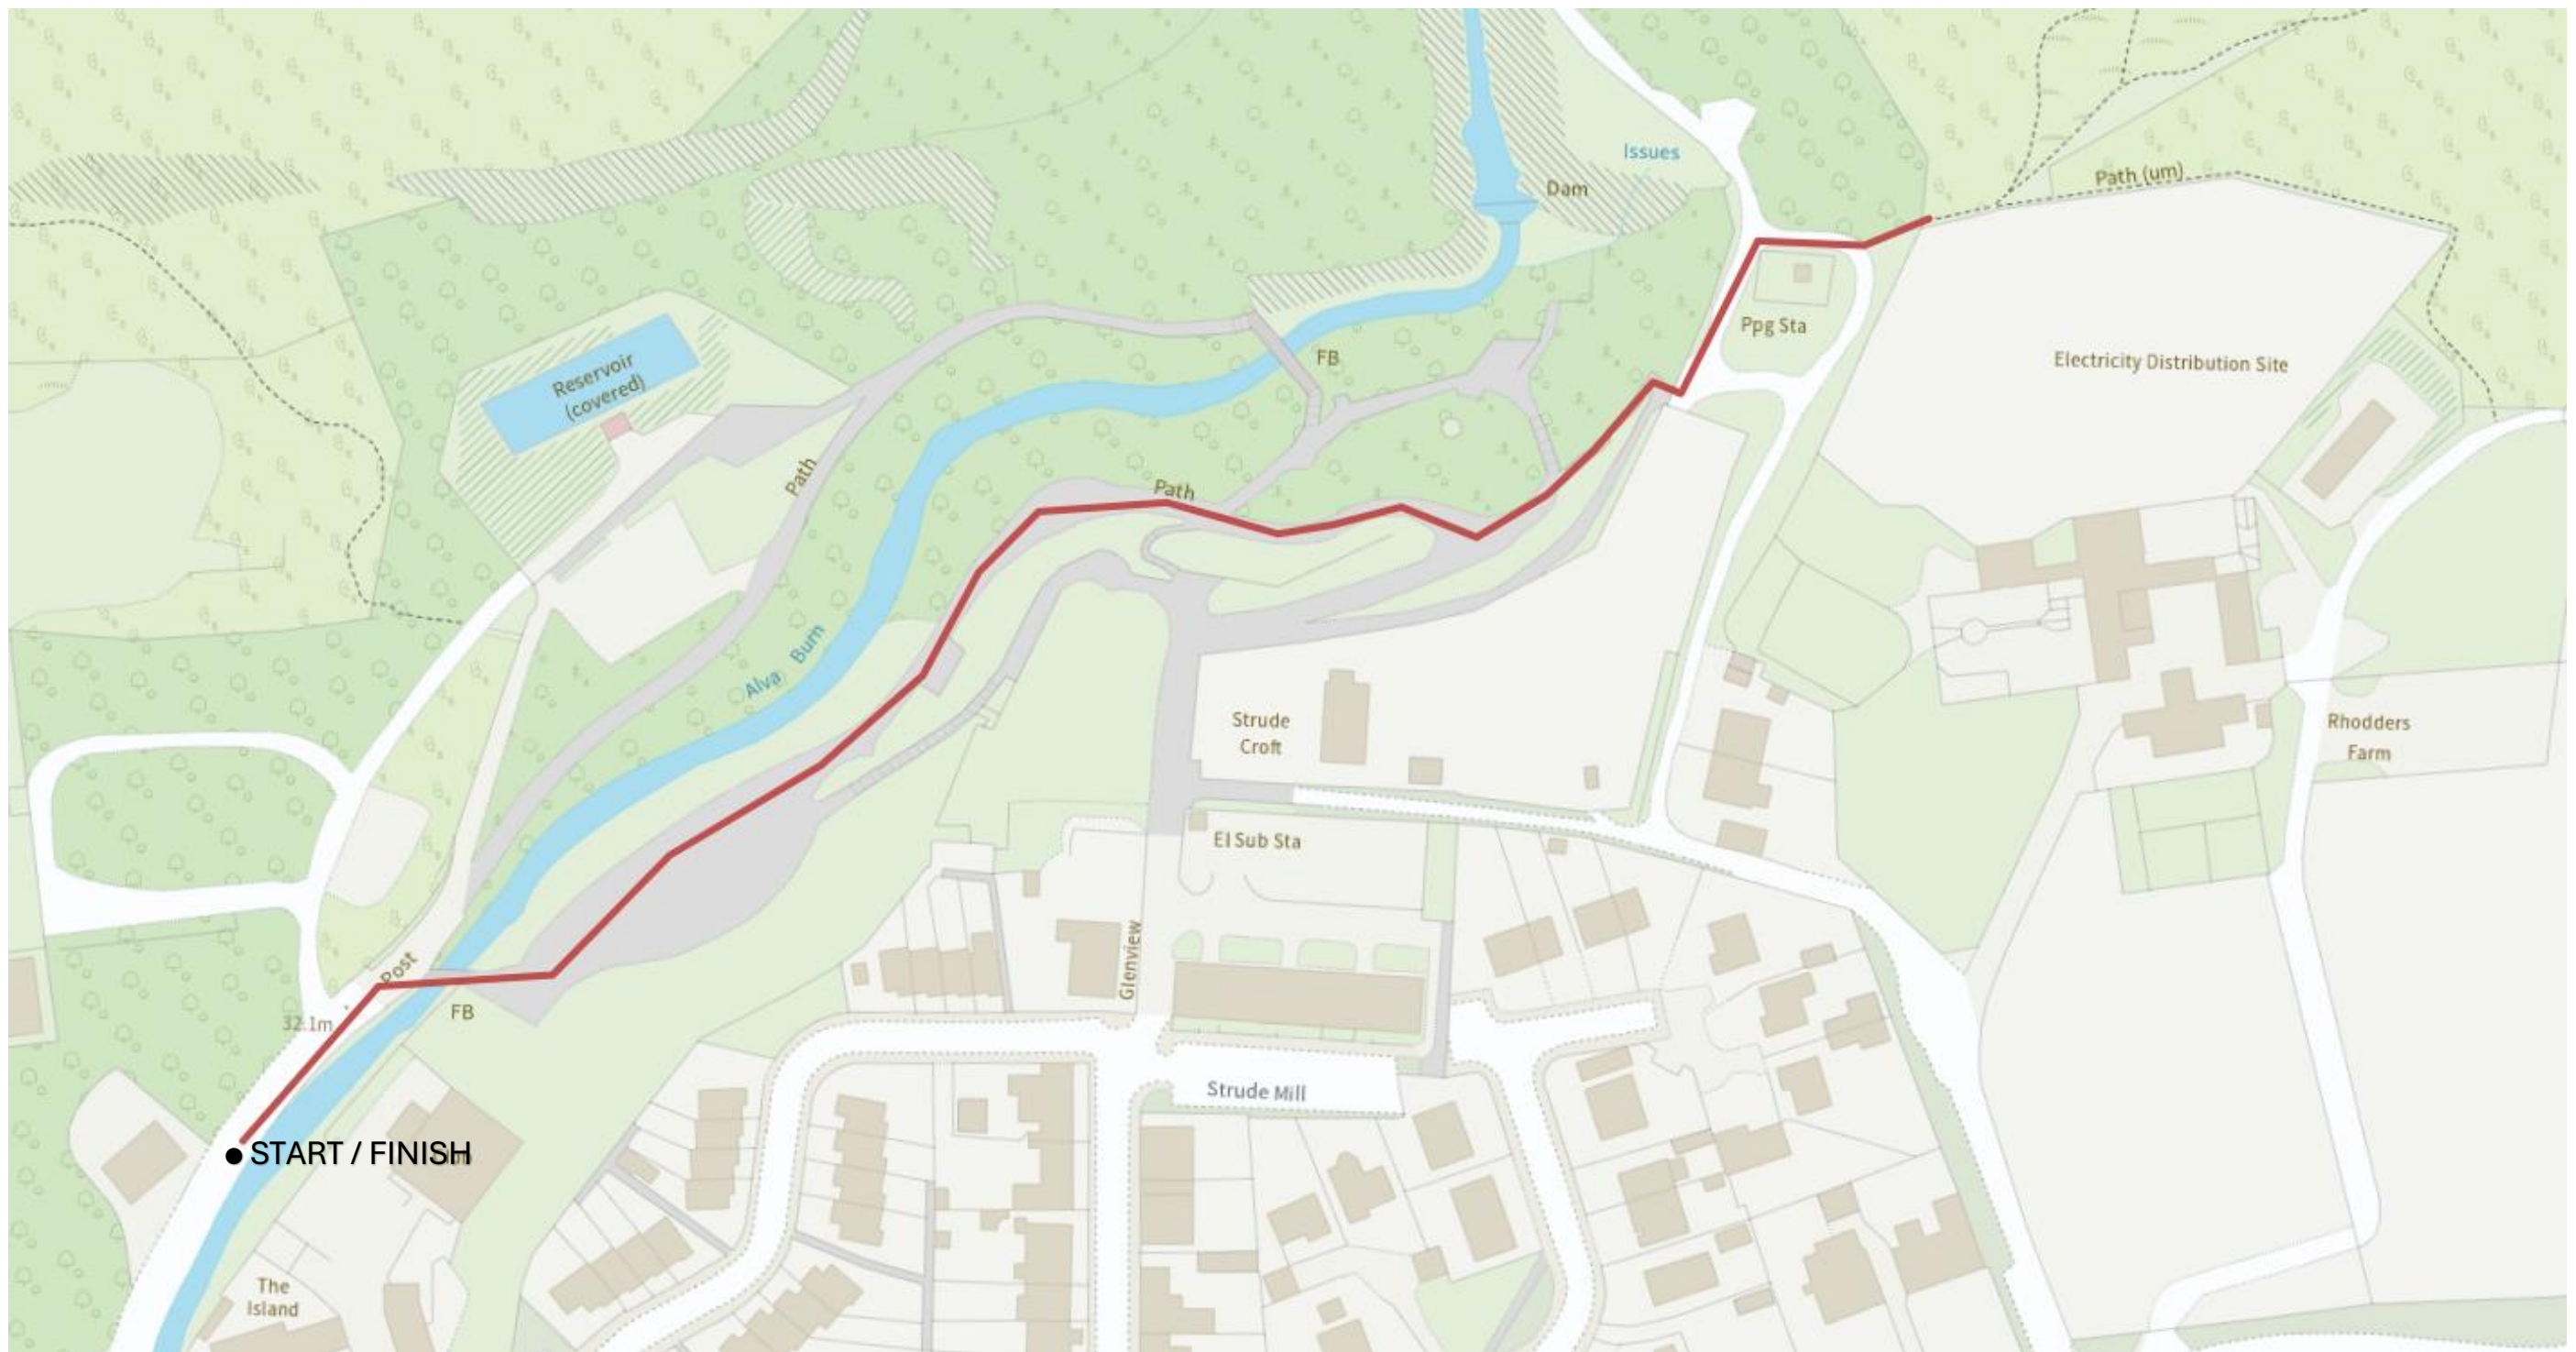 Issues
Dam
Path (um)
Ppg Sta
FB
Electricity Distribution Site
Reservoir
(covered)
Path
Path
Alva Burn
Strude
Croft
Rhodders
Farm
El Sub Sta
Glenview
Post
FB
32.1m
Strude Mill
START / FINISH
The
Island